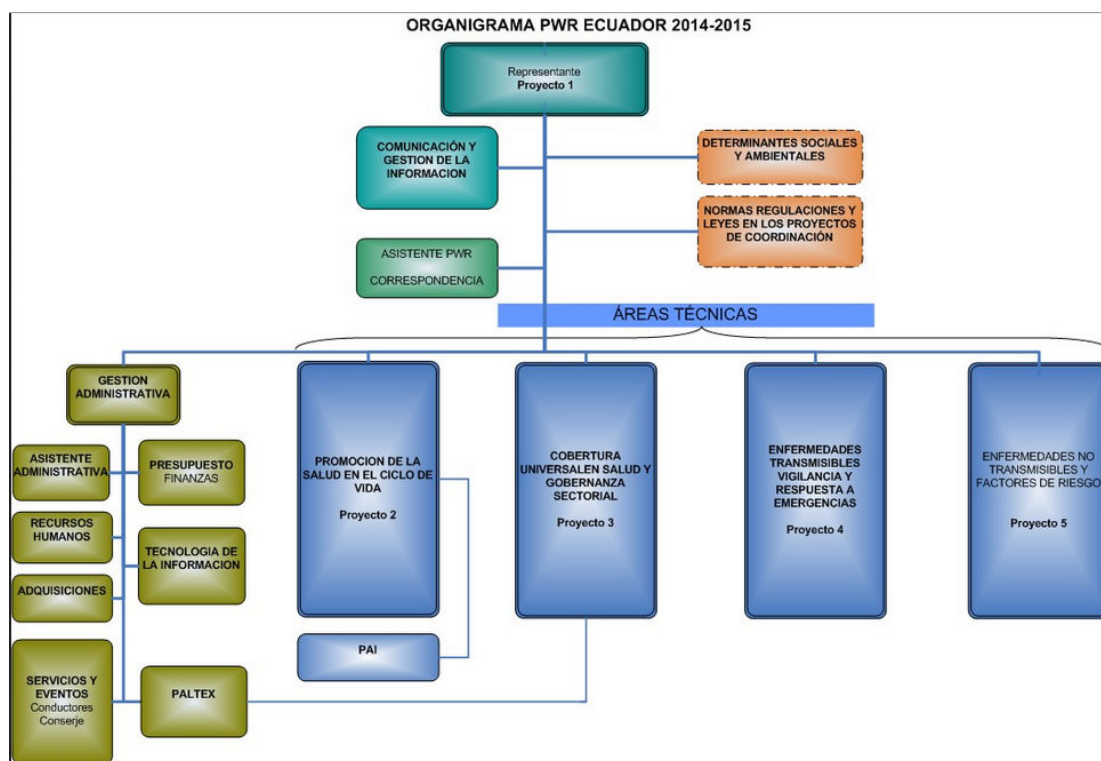 ORGANIGRAMA PWR ECUADOR 2014-2015
Representante
Proyecto 1
COMUNICACIÓN Y
GESTION DE LA
INFORMACION
DETERMINANTES SOCIALES
Y AMBIENTALES
NORMAS REGULACIONES Y
LEYES EN LOS PROYECTOS
DE COORDINACIÓN
ASISTENTE PWR
CORRESPONDENCIA
ÁREAS TÉCNICAS
GESTION
ADMINISTRATIVA
ASISTENTE
ADMINISTRATIVA
PRESUPUESTO
FINANZAS
RECURSOS
HUMANOS
TECNOLOGIA DE
LA INFORMACION
ADQUISICIONES
SERVICIOS Y
EVENTOS
Conductores
Conserje
PALTEX
PROMOCION DE LA
SALUD EN EL CICLO DE
VIDA
Proyecto 2
PAI
COBERTURA
UNIVERSALEN SALUD Y
GOBERNANZA
SECTORIAL
Proyecto 3
ENFERMEDADES
TRANSMISIBLES
VIGILANCIA Y
RESPUESTA A
EMERGENCIAS
Proyecto 4
ENFERMEDADES NO
TRANSMISIBLES Y
FACTORES DE RIESGO
Proyecto 5